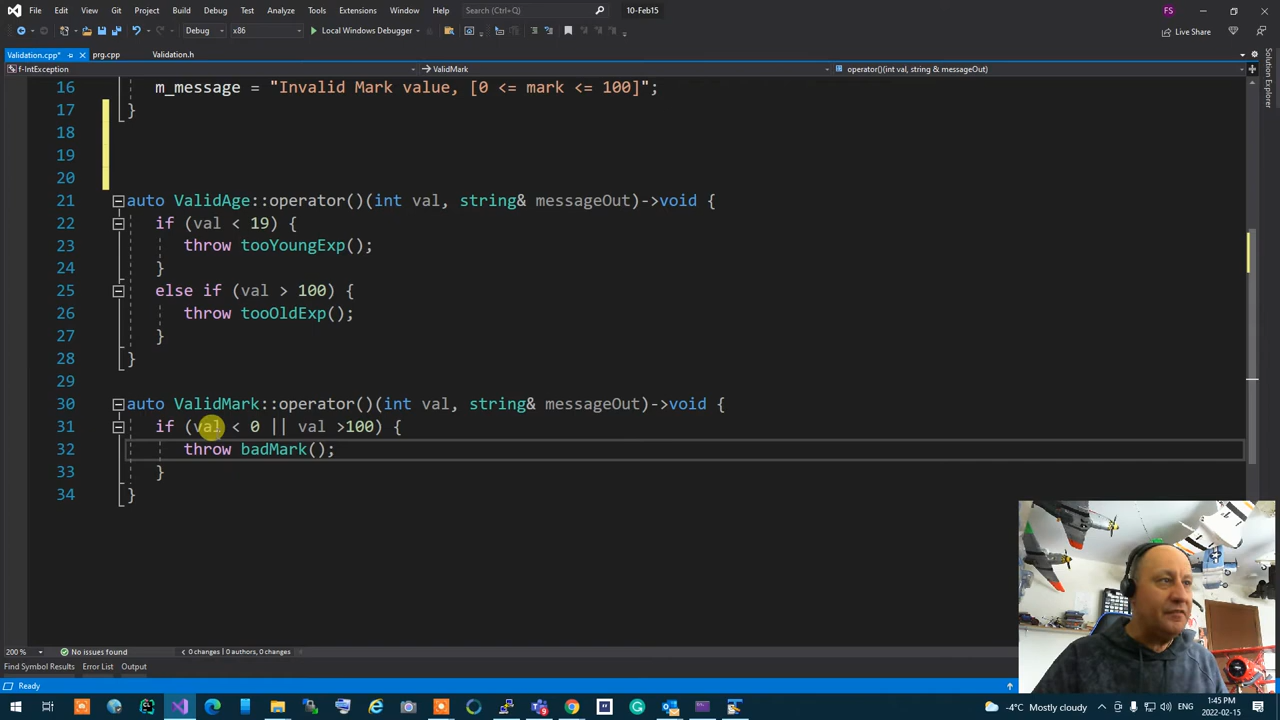 File Edit View Git Project Build Debug Test Analyze Tools Extensions Window Help Search (Ctrl+Q) 10-Feb15 FS
Debug x86 Local Windows Debugger Live Share
Validation.cpp* prg.cpp Validation.h
f-IntException ValidMark operator()(int val, string & messageOut)
Solution Explorer
16 m_message = "Invalid Mark value, [0 <= mark <= 100]";
17 }
18
19
20
21 auto ValidAge::operator()(int val, string& messageOut)->void {
22 if (val < 19) {
23 throw tooYoungExp();
24 }
25 else if (val > 100) {
26 throw tooOldExp();
27 }
28 }
29
30 auto ValidMark::operator()(int val, string& messageOut)->void {
31 if (val < 0 || val >100) {
32 throw badMark();
33 }
34 }
200 % No issues found 0 changes | 0 authors, 0 changes
Find Symbol Results Error List Output
Ready
-4°C Mostly cloudy 1:45 PM
2022-02-15